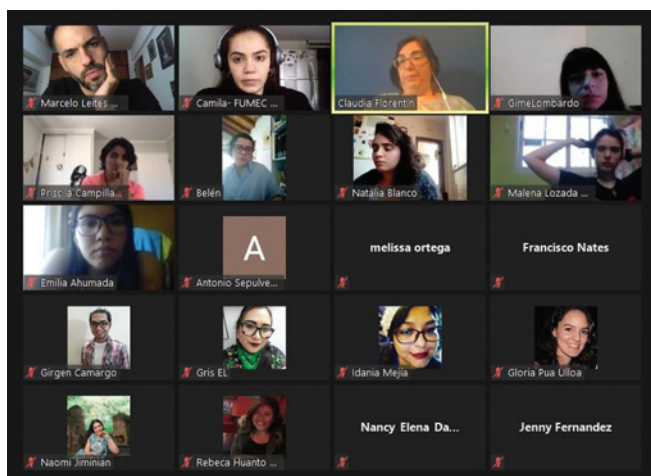 Marcelo Leites ...
Camila- FUMEC ...
Claudia Florentin
GimeLombardo
Priscila Campilla...
Belén
Natália Blanco
Malena Lozada ...
Emilia Ahumada
A
Antonio Sepulve...
melissa ortega
Francisco Nates
Girgen Camargo
Gris EL
Idania Mejia
Gloria Pua Ulloa
Naomi Jiminian
Rebeca Huanto ...
Nancy Elena Da...
Jenny Fernandez